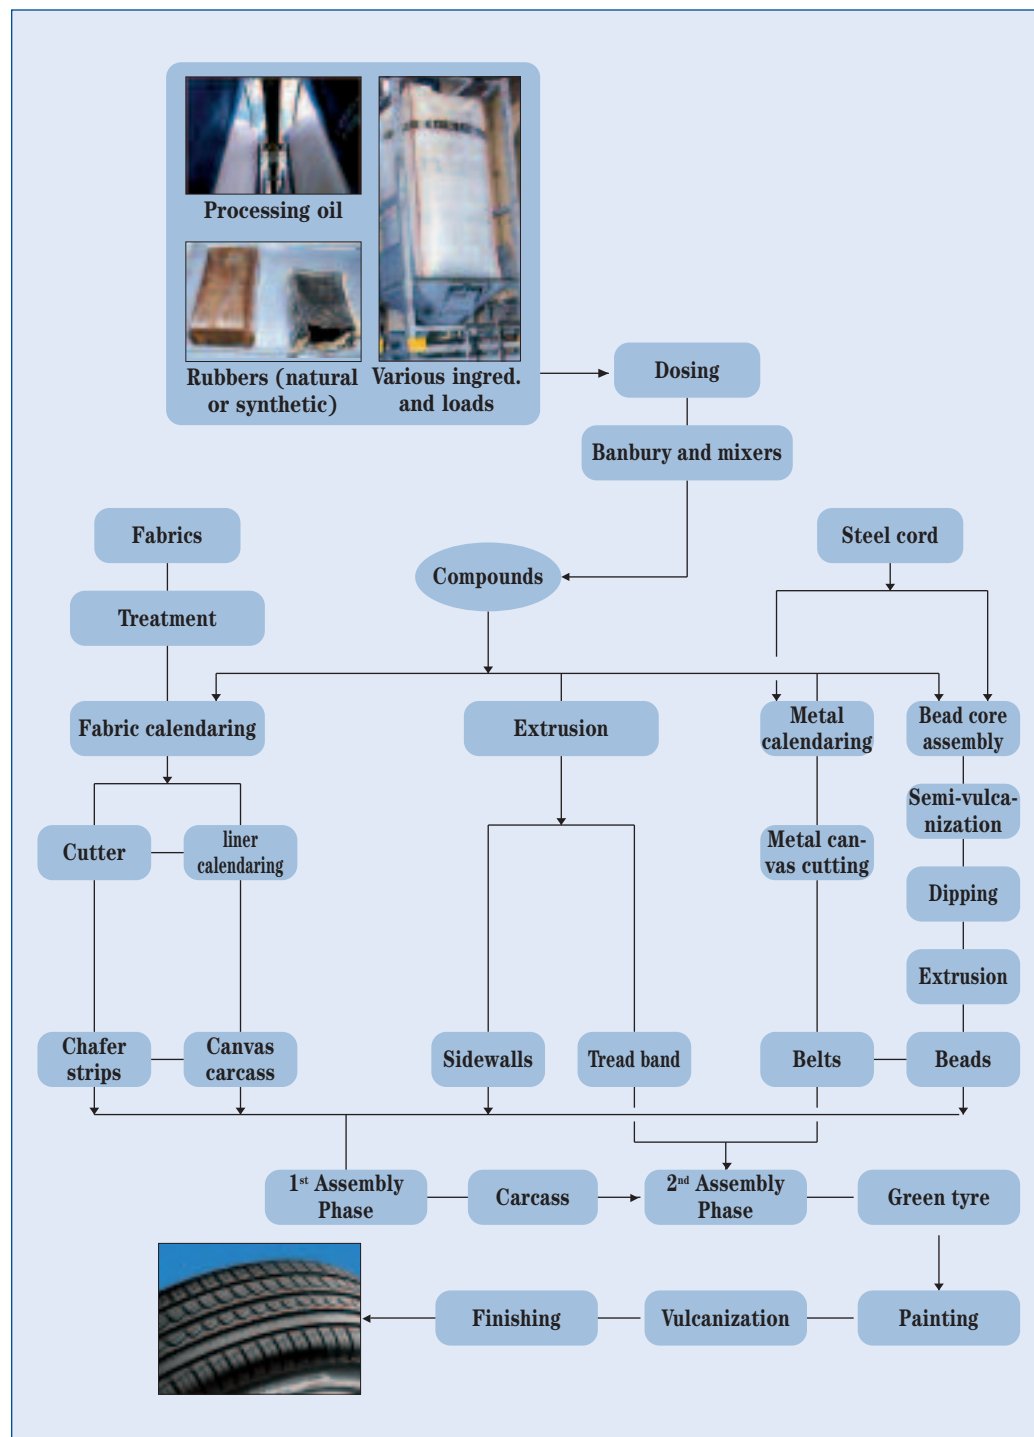 Processing oil
Rubbers (natural
or synthetic)
Various ingred.
and loads
Dosing
Banbury and mixers
Fabrics
Steel cord
Compounds
Treatment
Fabric calendaring
Extrusion
Metal
calendaring
Bead core
assembly
Semi-vulca-
nization
Cutter
liner
calendaring
Metal can-
vas cutting
Dipping
Extrusion
Chafer
strips
Canvas
carcass
Sidewalls
Tread band
Belts
Beads
1st Assembly
Phase
Carcass
2nd Assembly
Phase
Green tyre
Finishing
Vulcanization
Painting